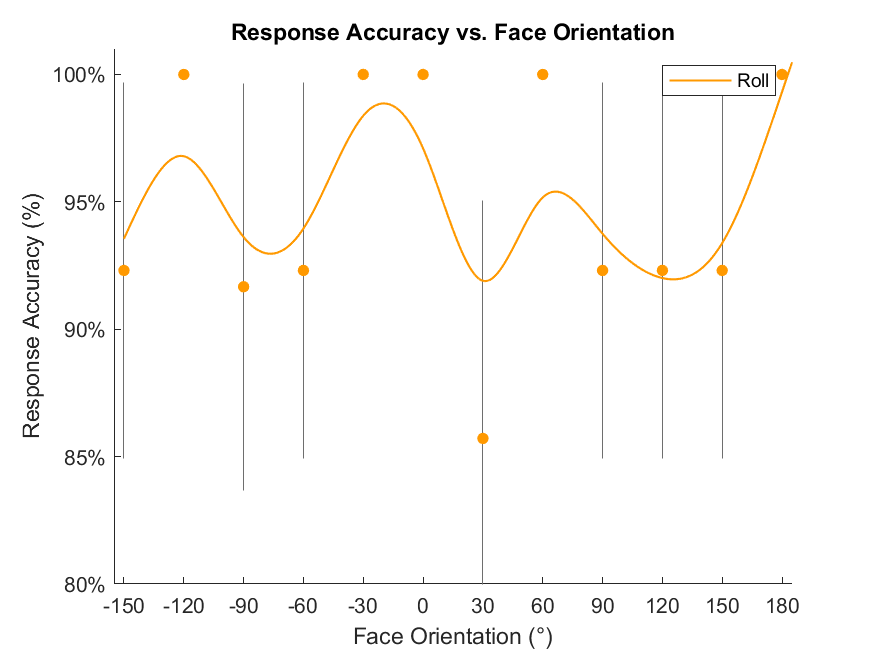 Response Accuracy vs. Face Orientation
Roll
100%
95%
90%
85%
80%
Response Accuracy (%)
-150 -120 -90 -60 -30 0 30 60 90 120 150 180
Face Orientation (°)